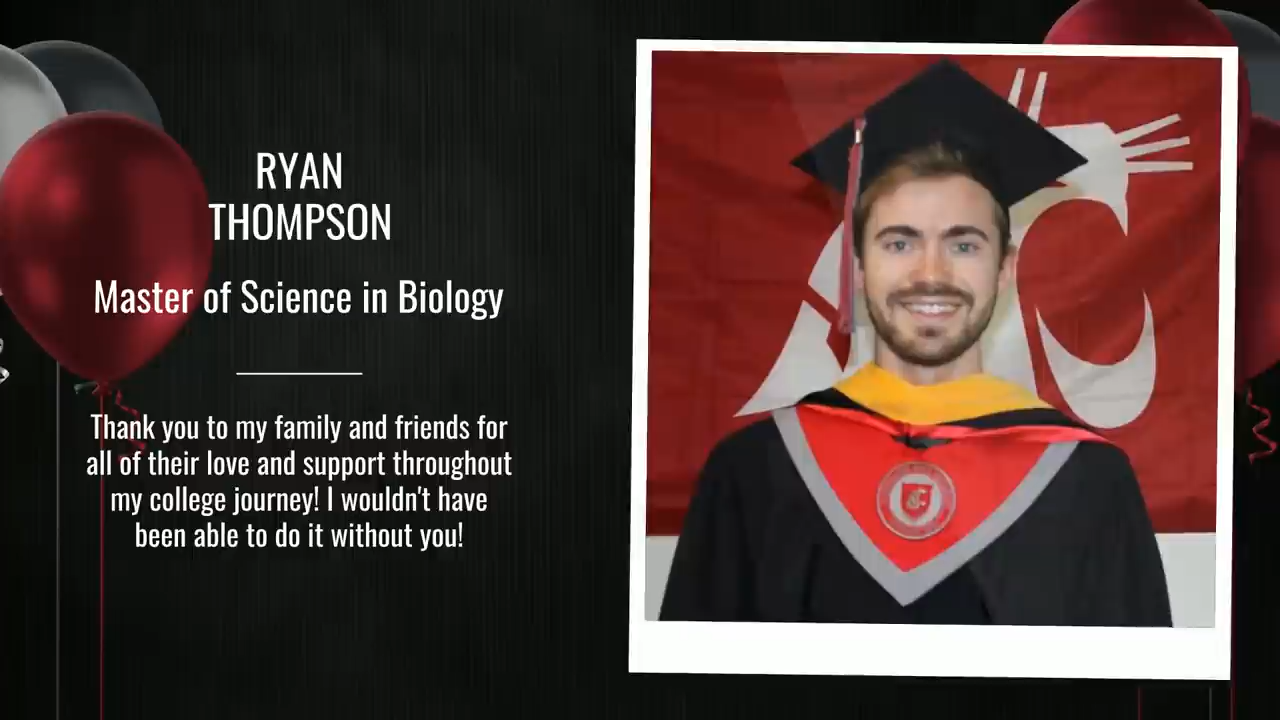 RYAN
THOMPSON
Master of Science in Biology
Thank you to my family and friends for
all of their love and support throughout
my college journey! I wouldn't have
been able to do it without you!